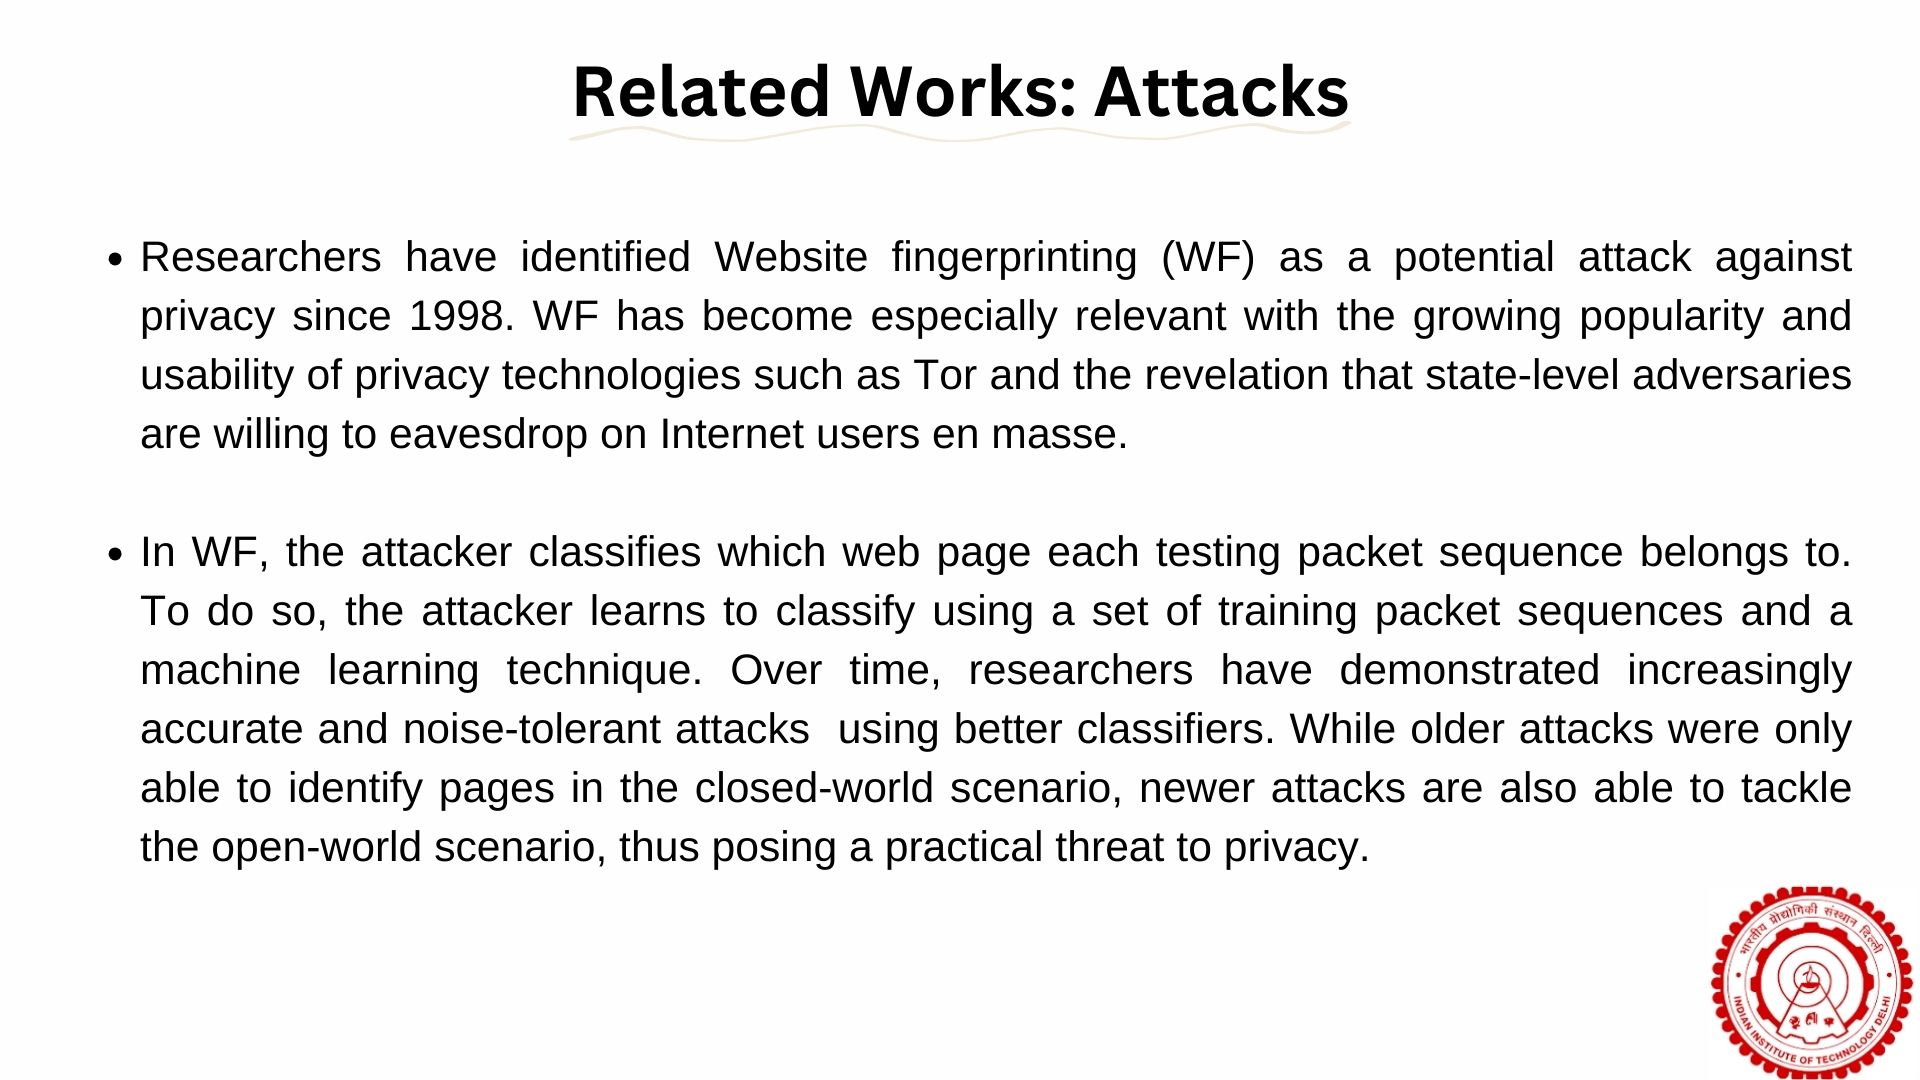 Related Works: Attacks
Researchers have identified Website fingerprinting (WF) as a potential attack against
privacy since 1998. WF has become especially relevant with the growing popularity and
usability of privacy technologies such as Tor and the revelation that state-level adversaries
are willing to eavesdrop on Internet users en masse.
In WF, the attacker classifies which web page each testing packet sequence belongs to.
To do so, the attacker learns to classify using a set of training packet sequences and a
machine learning technique. Over time, researchers have demonstrated increasingly
accurate and noise-tolerant attacks  using better classifiers. While older attacks were only
able to identify pages in the closed-world scenario, newer attacks are also able to tackle
the open-world scenario, thus posing a practical threat to privacy.
भारतीय प्रौद्योगिकी संस्थान दिल्ली
INDIAN INSTITUTE OF TECHNOLOGY DELHI